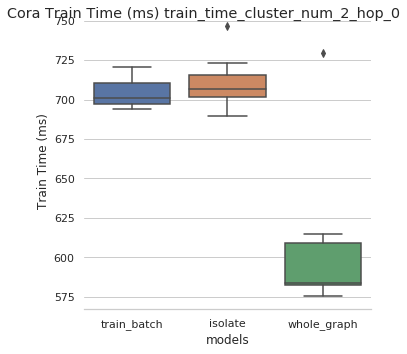 Cora Train Time (ms) train_time_cluster_num_2_hop_0
750
725
700
675
650
625
600
575
Train Time (ms)
train_batch isolate whole_graph
models